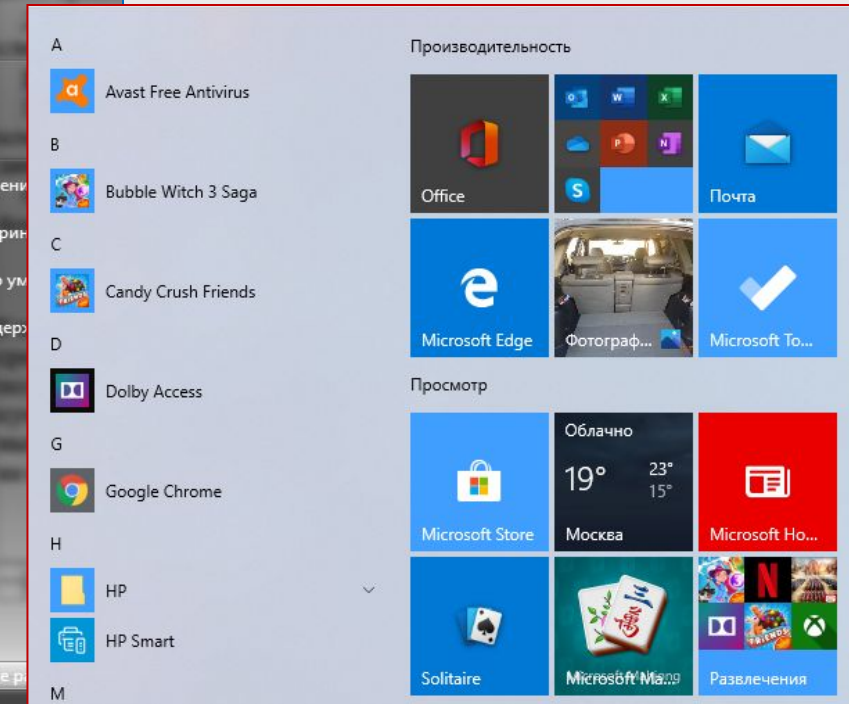 A
Avast Free Antivirus
B
Bubble Witch 3 Saga
C
Candy Crush Friends
D
Dolby Access
G
Google Chrome
H
HP
HP Smart
M
Производительность
Office
Почта
Microsoft Edge
Фотограф...
Microsoft To...
Просмотр
Microsoft Store
Облачно
19° 23°
15°
Москва
Microsoft Ho...
Solitaire
Microsoft Ma...
Развлечения